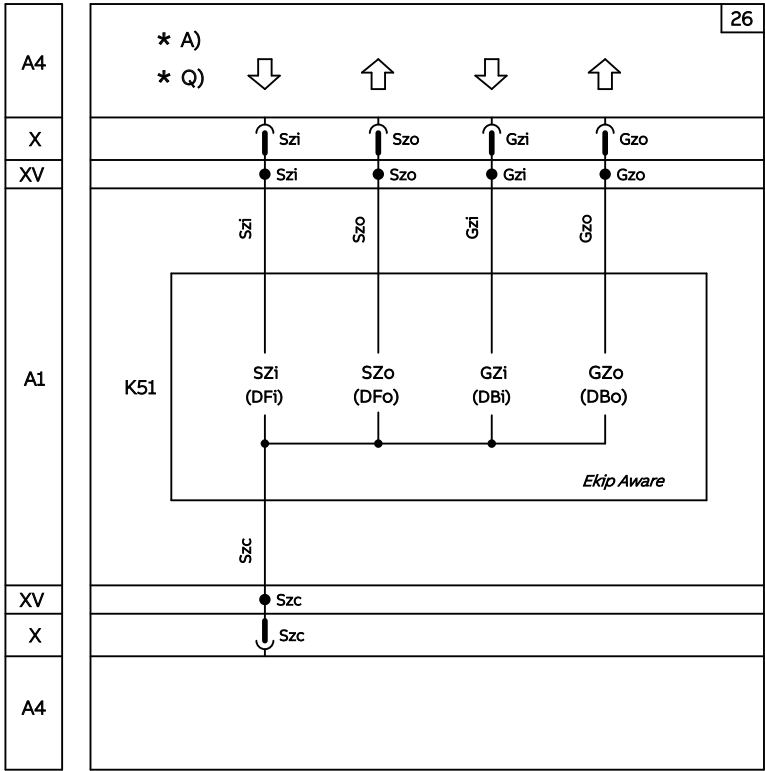 26
A4
* A)
* Q)
X
Szi
Szo
Gzi
Gzo
XV
Szi
Szo
Gzi
Gzo
Szi
Szo
Gzi
Gzo
A1
K51
SZi
(DFi)
SZo
(DFo)
GZi
(DBi)
GZo
(DBo)
Ekip Aware
Szc
XV
Szc
X
Szc
A4